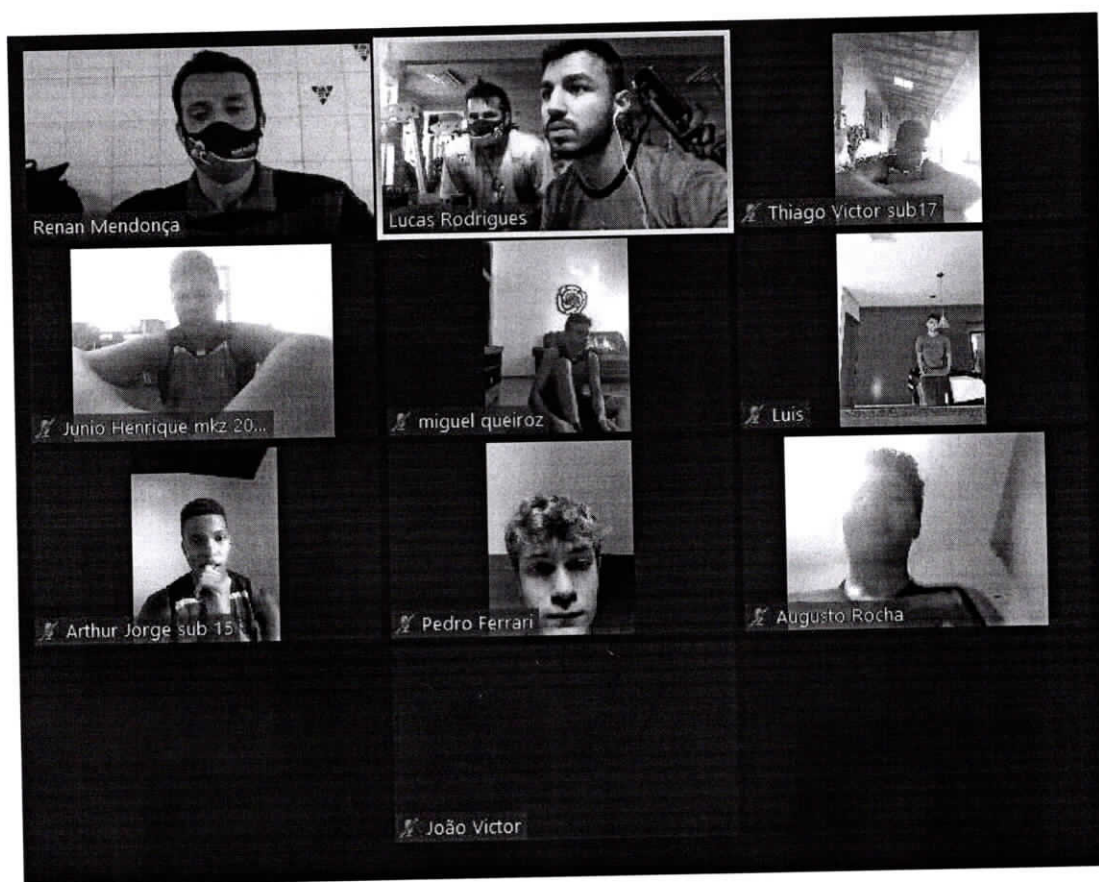 Renan Mendonça
Lucas Rodrigues
Thiago Victor sub17
Junio Henrique mkz 20...
miguel queiroz
Luis
Arthur Jorge sub 15
Pedro Ferrari
Augusto Rocha
João Victor